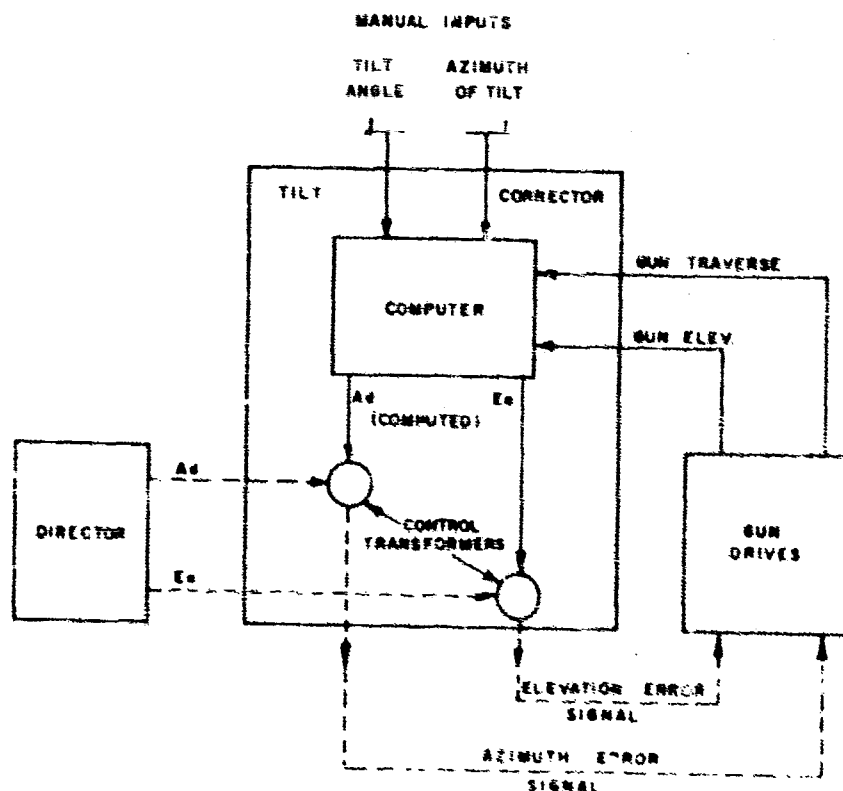 MANUAL INPUTS
TILT ANGLE
AZIMUTH OF TILT
TILT
CORRECTOR
GUN TRAVERSE
COMPUTER
GUN ELEV.
Ad
Ee
(COMPUTED)
Ad
DIRECTOR
CONTROL
TRANSFORMERS
GUN
DRIVES
Ee
ELEVATION ERROR
SIGNAL
AZIMUTH ERROR
SIGNAL